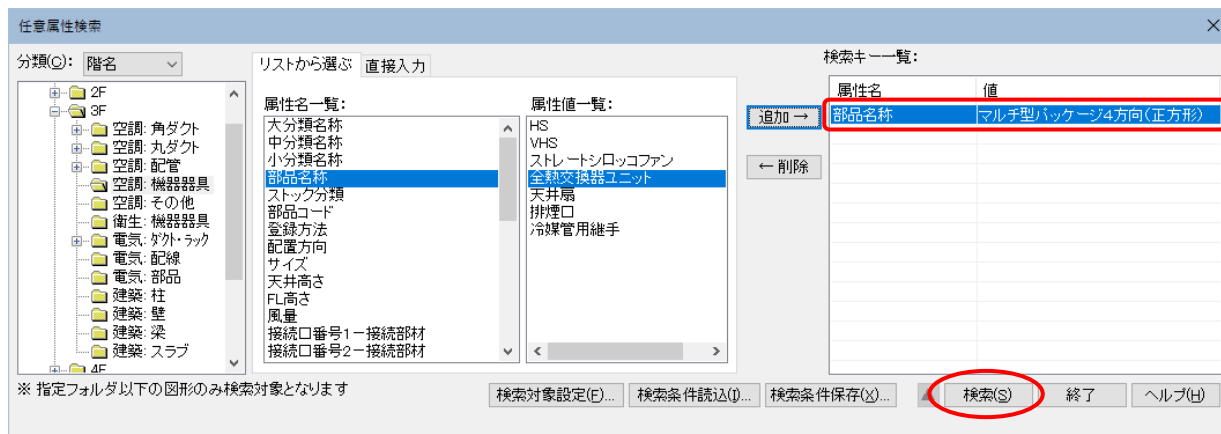 任意属性検索
分類(C): 階名
2F
3F
空調: 角ダクト
空調: 丸ダクト
空調: 配管
空調: 機器器具
空調: その他
衛生: 機器器具
電気: ダクト・ラック
電気: 配線
電気: 部品
建築: 柱
建築: 壁
建築: 梁
建築: スラブ
4F
リストから選ぶ 直接入力
属性名一覧:
大分類名称
中分類名称
小分類名称
部品名称
ストック分類
部品コード
登録方法
配置方向
サイズ
天井高さ
FL高さ
風量
接続口番号1-接続部材
接続口番号2-接続部材
属性値一覧:
HS
VHS
ストレートシロッコファン
全熱交換器ユニット
天井扇
排煙口
冷媒管用継手
追加→
←削除
検索キー一覧:
属性名 値
部品名称 マルチ型パッケージ4方向(正方形)
※ 指定フォルダ以下の図形のみ検索対象となります
検索対象設定(F)... 検索条件読込(I)... 検索条件保存(X)... 検索(S) 終了 ヘルプ(H)